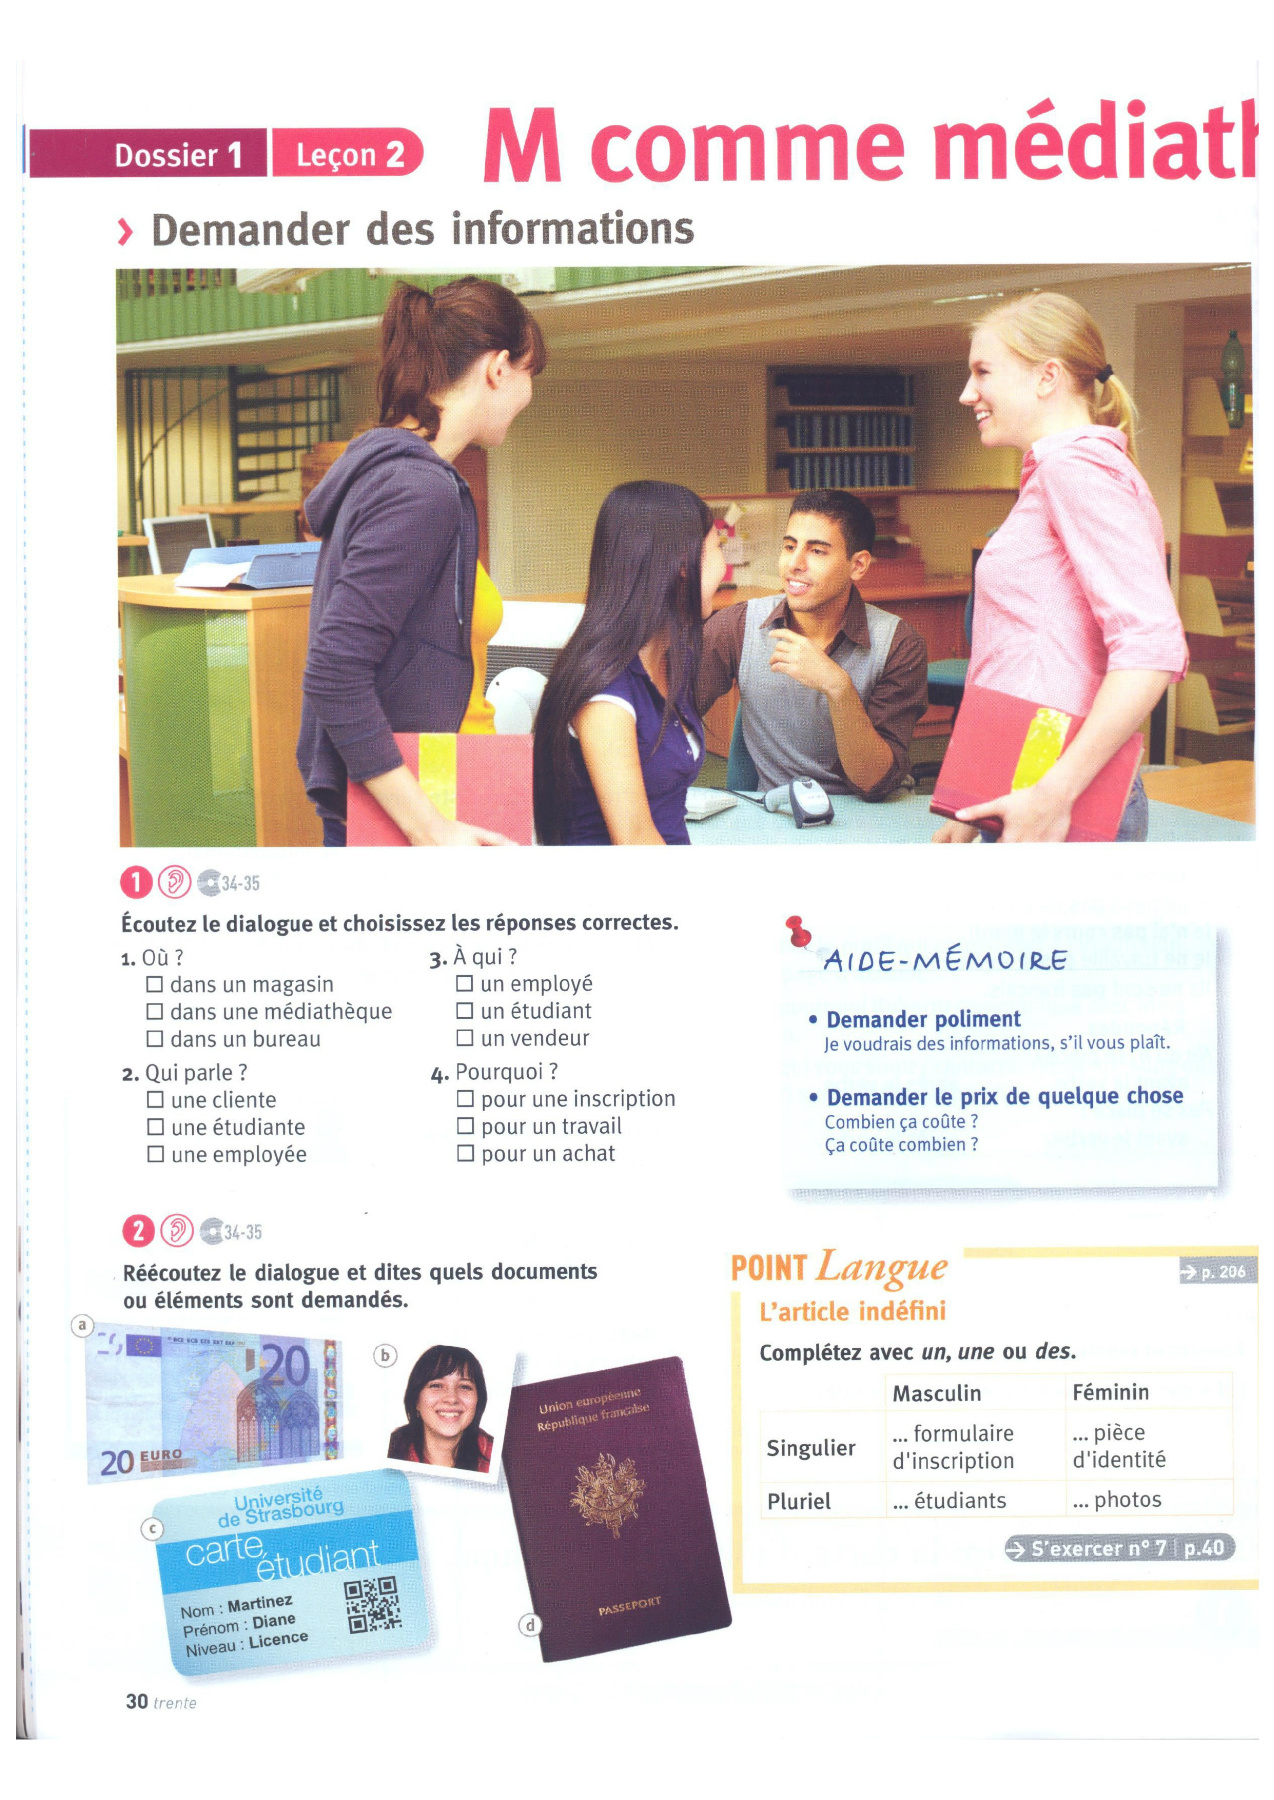 Dossier 1 Leçon 2
M comme médiath
› Demander des informations
1 34-35
Écoutez le dialogue et choisissez les réponses correctes.
1. Où ?
dans un magasin
dans une médiathèque
dans un bureau
2. Qui parle ?
une cliente
une étudiante
une employée
3. À qui ?
un employé
un étudiant
un vendeur
4. Pourquoi ?
pour une inscription
pour un travail
pour un achat
AIDE-MÉMOIRE
• Demander poliment
Je voudrais des informations, s'il vous plaît.
• Demander le prix de quelque chose
Combien ça coûte ?
Ça coûte combien ?
2 34-35
Réécoutez le dialogue et dites quels documents
ou éléments sont demandés.
a
20
20 EURO
b
c
Université
de Strasbourg
carte
étudiant
Nom : Martinez
Prénom : Diane
Niveau : Licence
Union européenne
République française
PASSEPORT
d
POINT Langue
→ p. 206
L'article indéfini
Complétez avec un, une ou des.
Masculin Féminin
Singulier
... formulaire
d'inscription
... pièce
d'identité
Pluriel ... étudiants ... photos
→ S'exercer n° 7 | p.40
30 trente